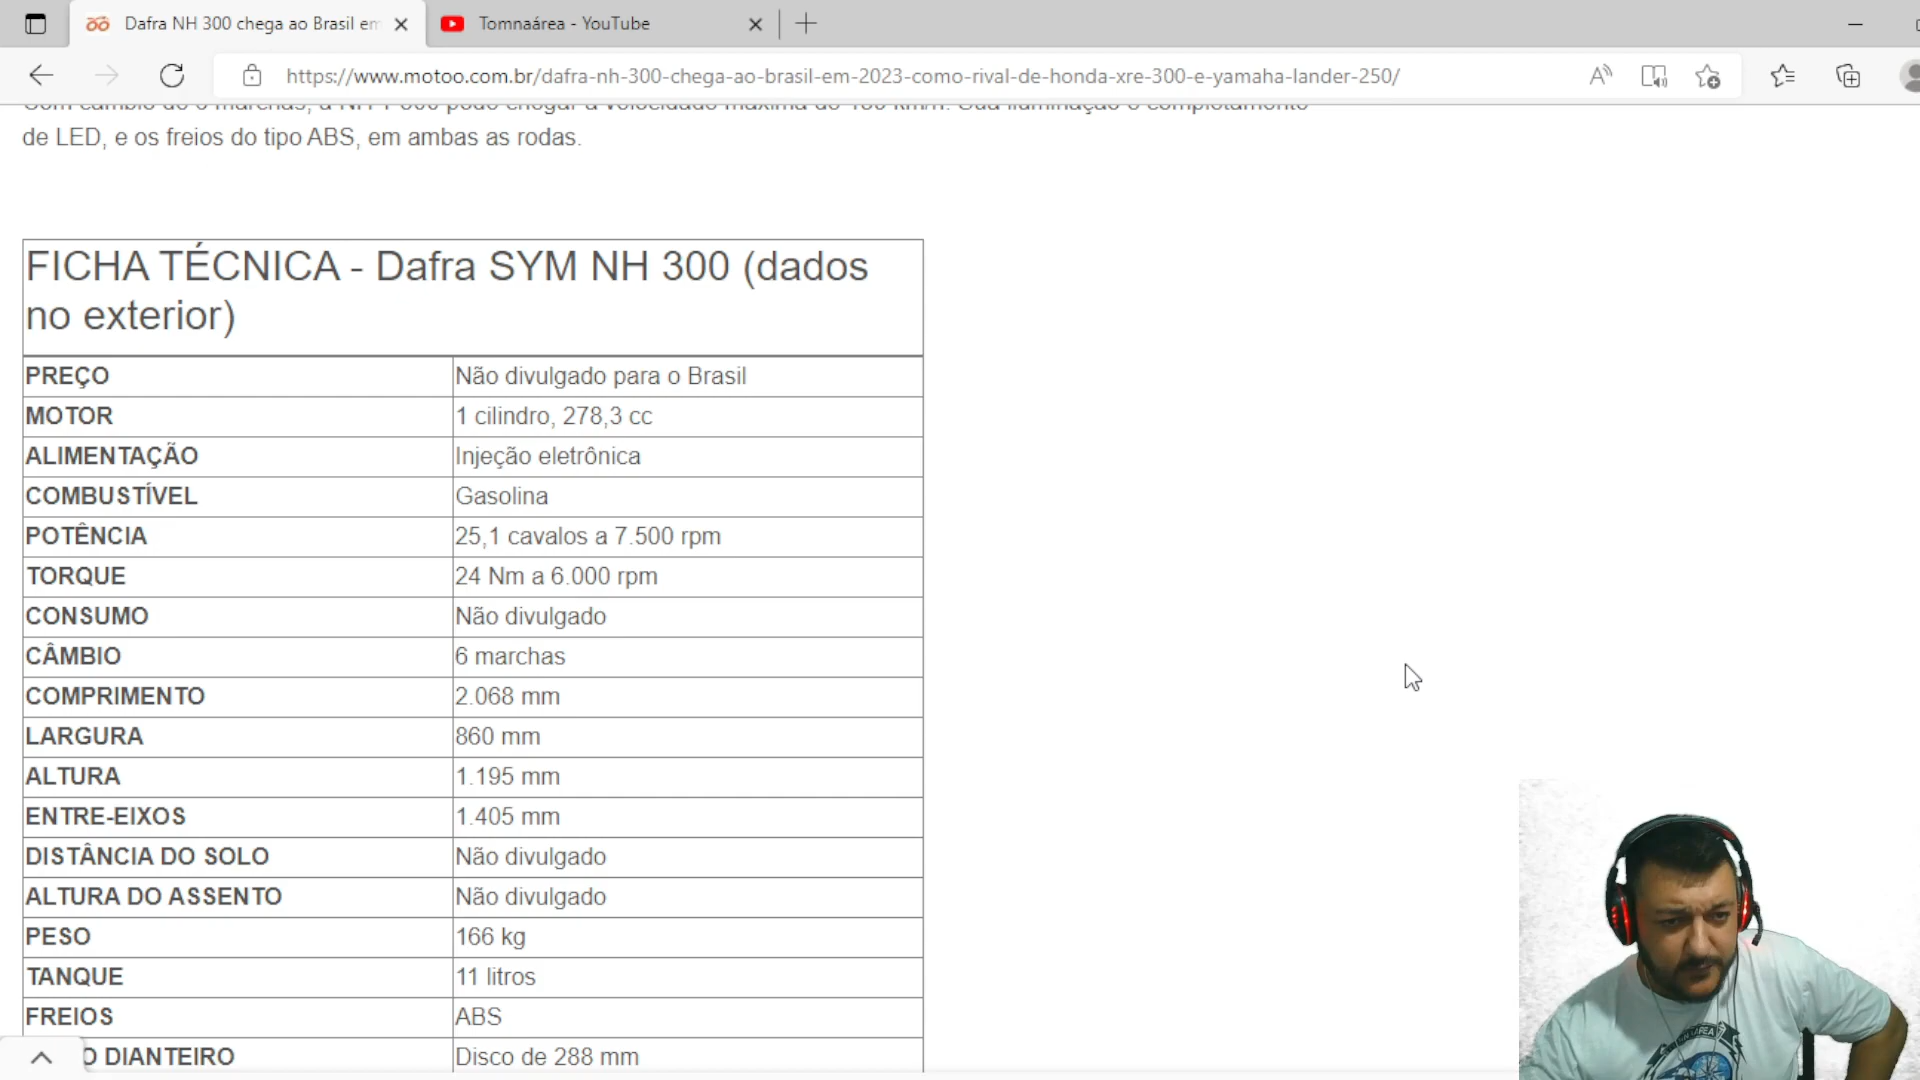 Dafra NH 300 chega ao Brasil em
Tomnaárea - YouTube
https://www.motoo.com.br/dafra-nh-300-chega-ao-brasil-em-2023-como-rival-de-honda-xre-300-e-yamaha-lander-250/
de LED, e os freios do tipo ABS, em ambas as rodas.
FICHA TÉCNICA - Dafra SYM NH 300 (dados
no exterior)
PREÇO Não divulgado para o Brasil
MOTOR 1 cilindro, 278,3 cc
ALIMENTAÇÃO Injeção eletrônica
COMBUSTÍVEL Gasolina
POTÊNCIA 25,1 cavalos a 7.500 rpm
TORQUE 24 Nm a 6.000 rpm
CONSUMO Não divulgado
CÂMBIO 6 marchas
COMPRIMENTO 2.068 mm
LARGURA 860 mm
ALTURA 1.195 mm
ENTRE-EIXOS 1.405 mm
DISTÂNCIA DO SOLO Não divulgado
ALTURA DO ASSENTO Não divulgado
PESO 166 kg
TANQUE 11 litros
FREIOS ABS
O DIANTEIRO Disco de 288 mm